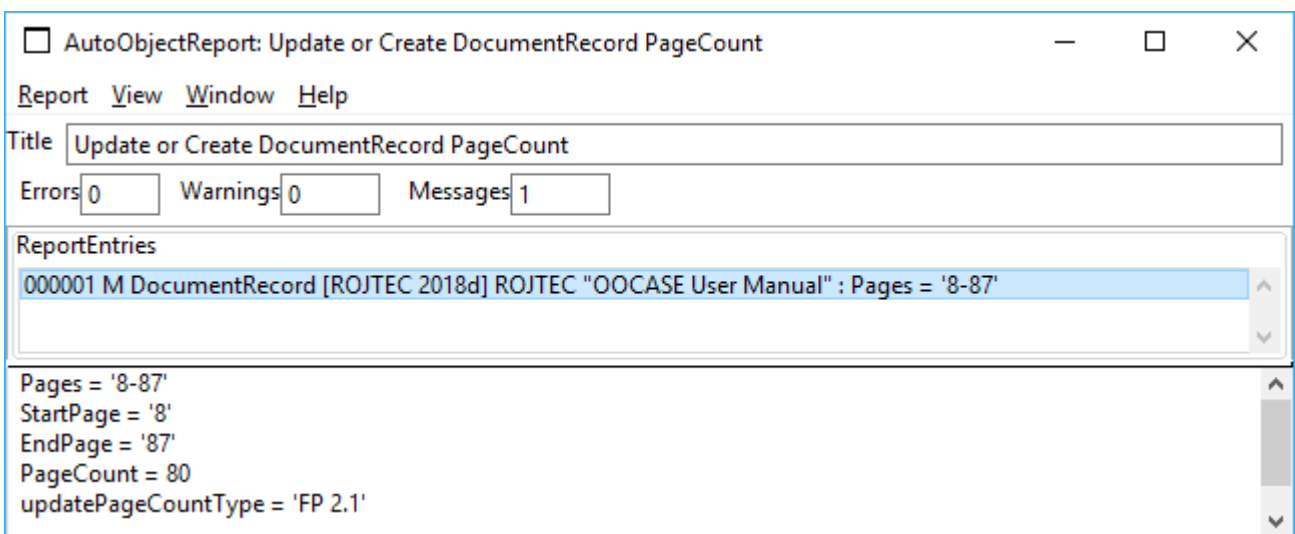 AutoObjectReport: Update or Create DocumentRecord PageCount
Report View Window Help
Title Update or Create DocumentRecord PageCount
Errors 0 Warnings 0 Messages 1
ReportEntries
000001 M DocumentRecord [ROJTEC 2018d] ROJTEC "OOCASE User Manual" : Pages = '8-87'
Pages = '8-87'
StartPage = '8'
EndPage = '87'
PageCount = 80
updatePageCountType = 'FP 2.1'